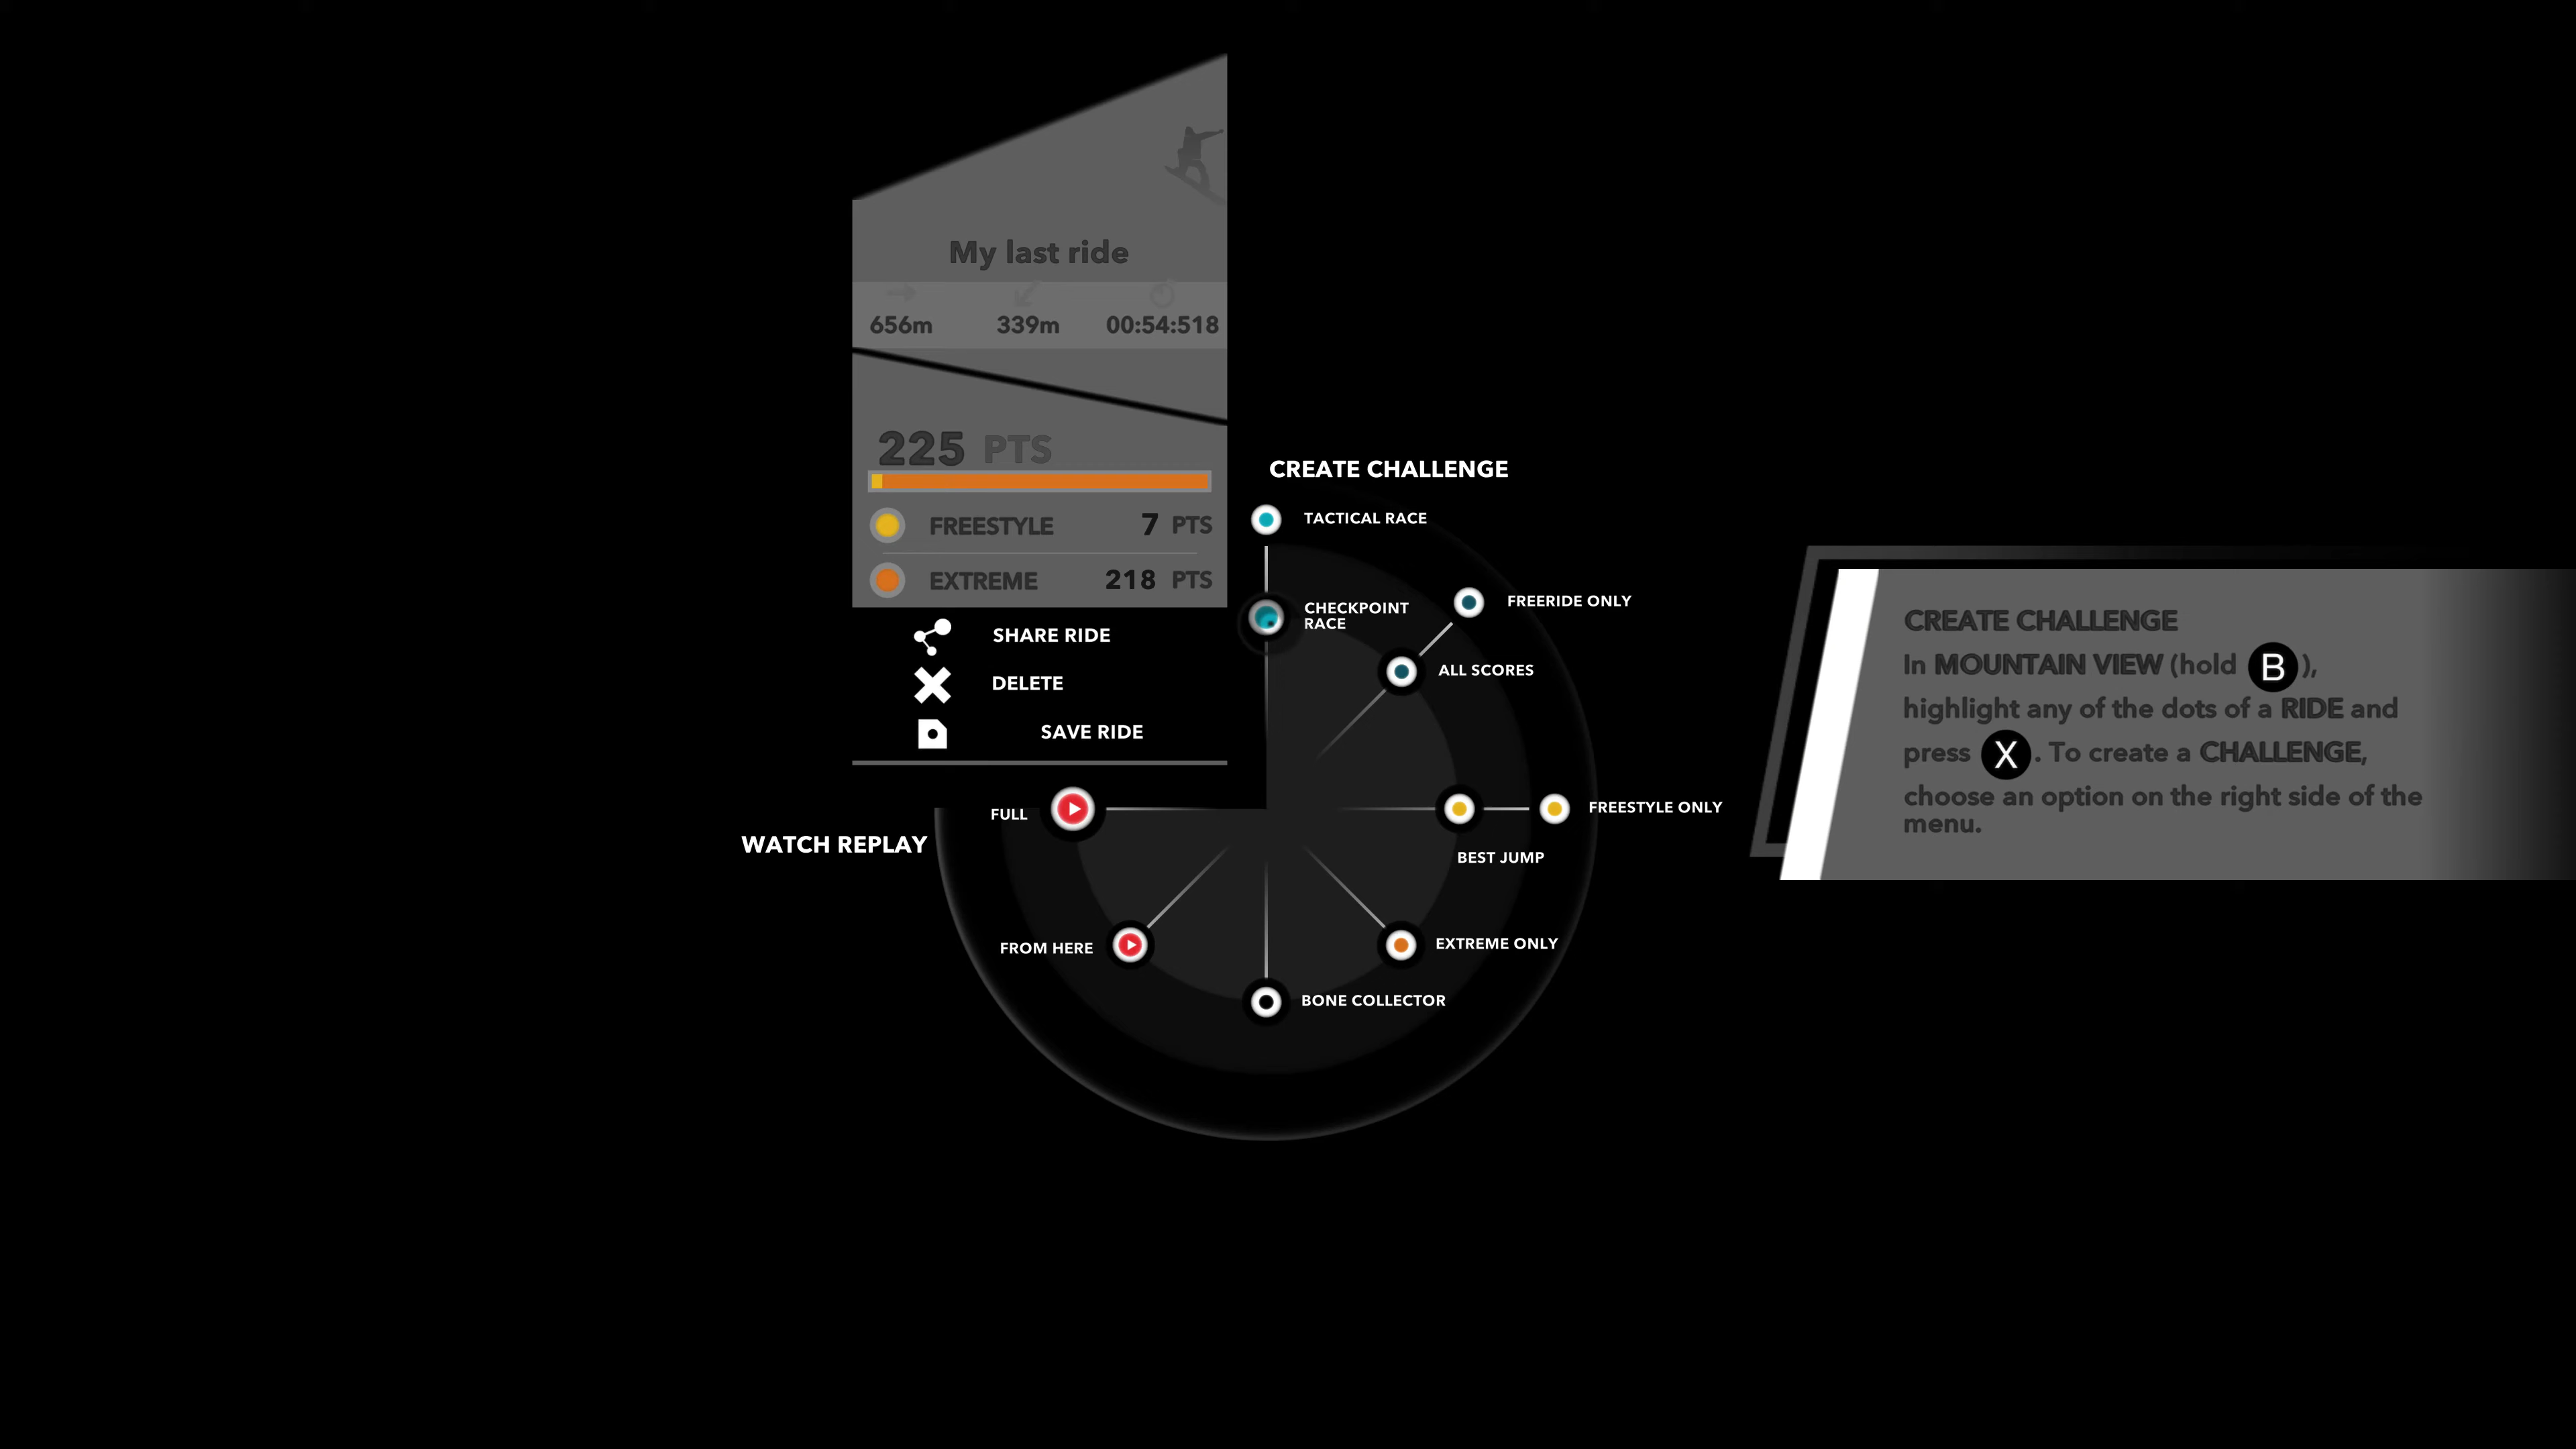 My last ride
656m 339m 00:54:518
225 PTS
FREESTYLE 7 PTS
EXTREME 218 PTS
SHARE RIDE
DELETE
SAVE RIDE
CREATE CHALLENGE
TACTICAL RACE
CHECKPOINT
RACE
FREERIDE ONLY
ALL SCORES
FREESTYLE ONLY
BEST JUMP
EXTREME ONLY
BONE COLLECTOR
WATCH REPLAY
FULL
FROM HERE
CREATE CHALLENGE
In MOUNTAIN VIEW (hold B),
highlight any of the dots of a RIDE and
press X. To create a CHALLENGE,
choose an option on the right side of the
menu.